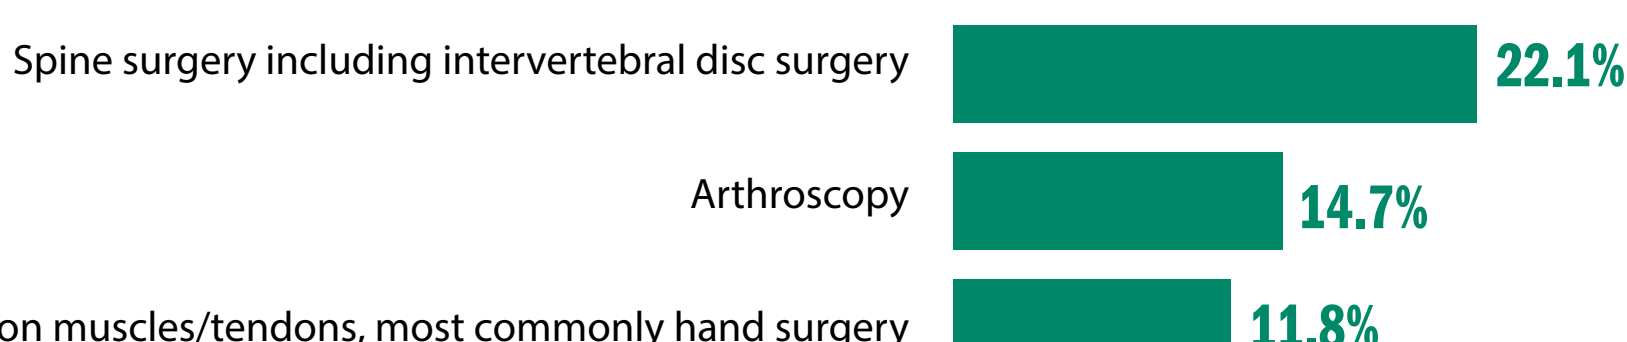 Spine surgery including intervertebral disc surgery 22.1%
Arthroscopy 14.7%
on muscles/tendons, most commonly hand surgery 11.8%